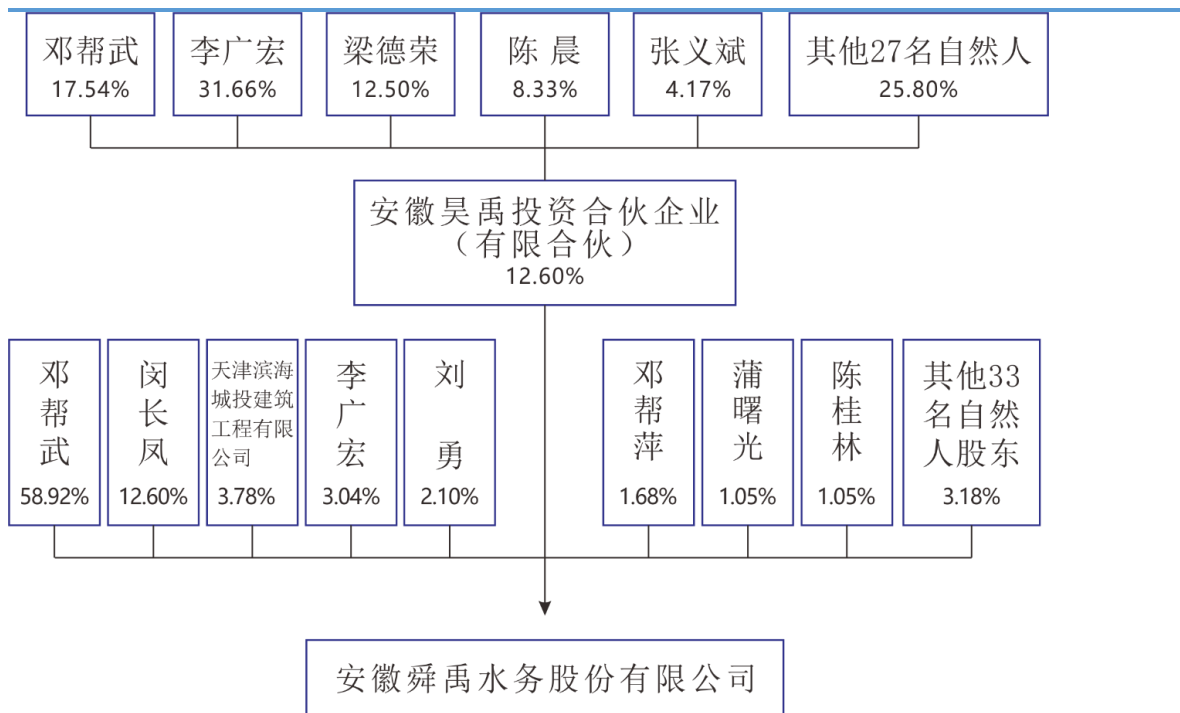 邓帮武
17.54%
李广宏
31.66%
梁德荣
12.50%
陈 晨
8.33%
张义斌
4.17%
其他27名自然人
25.80%
安徽昊禹投资合伙企业
（有限合伙）
12.60%
邓帮武
58.92%
闵长凤
12.60%
天津滨海
城投建筑
工程有限
公司
3.78%
李广宏
3.04%
刘勇
2.10%
邓帮萍
1.68%
蒲曙光
1.05%
陈桂林
1.05%
其他33
名自然
人股东
3.18%
安徽舜禹水务股份有限公司